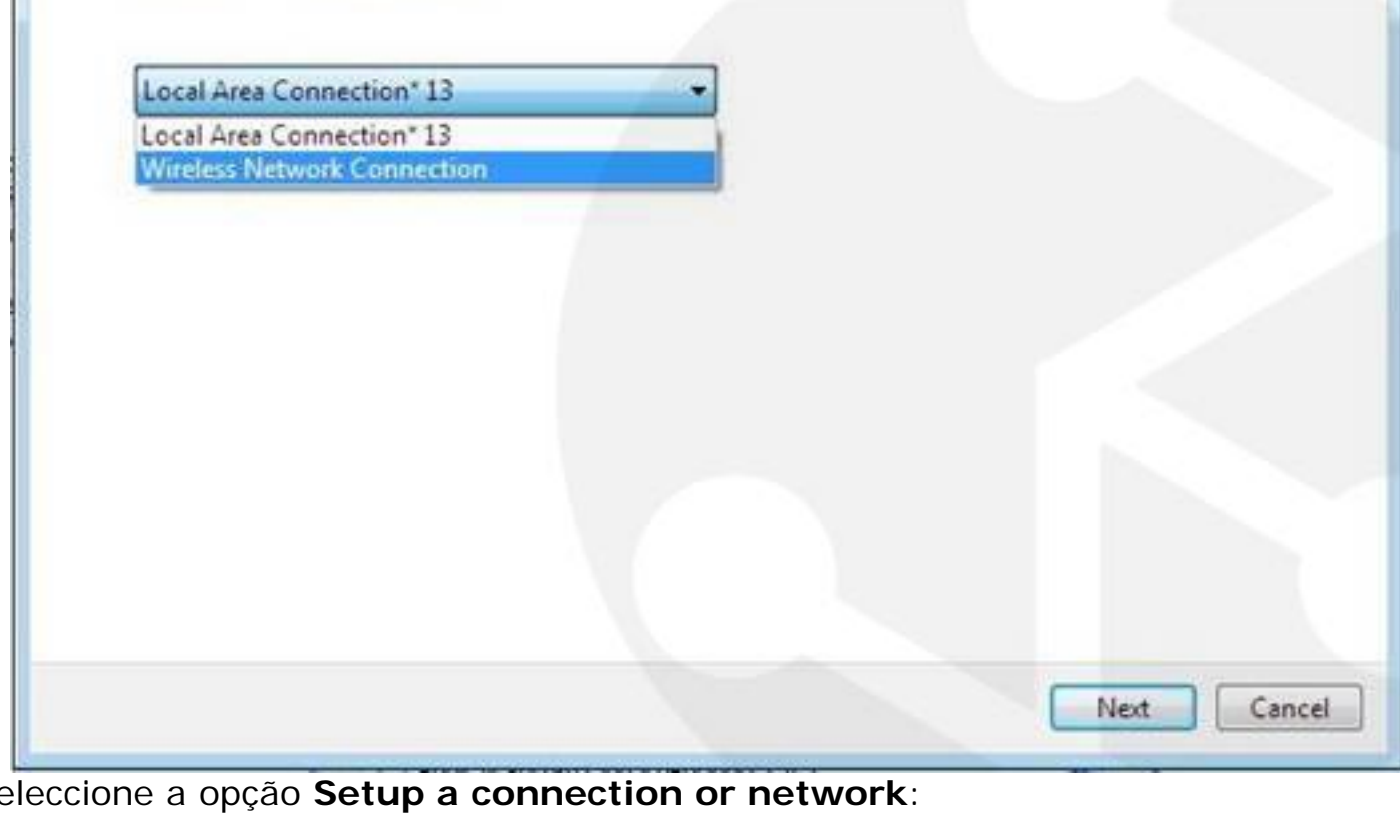 Local Area Connection* 13
Local Area Connection* 13
Wireless Network Connection
Next Cancel
eleccione a opção Setup a connection or network: